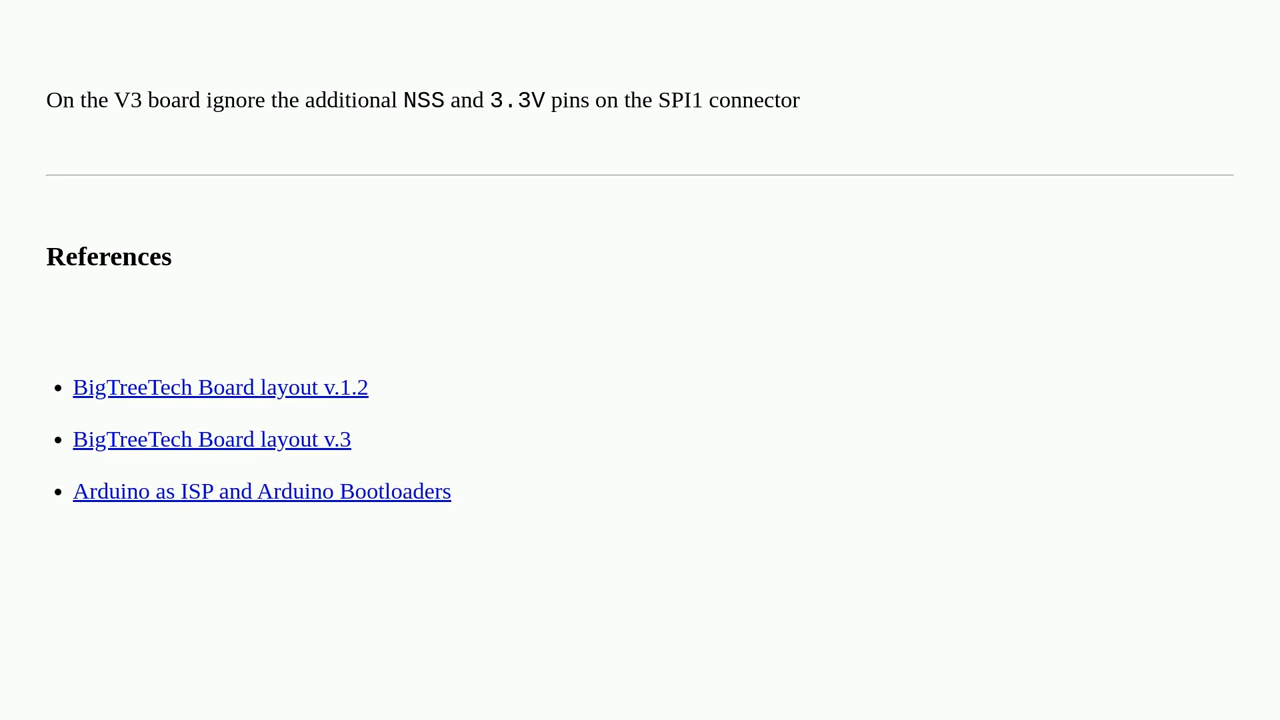 On the V3 board ignore the additional NSS and 3.3V pins on the SPI1 connector
References
• BigTreeTech Board layout v.1.2
• BigTreeTech Board layout v.3
• Arduino as ISP and Arduino Bootloaders